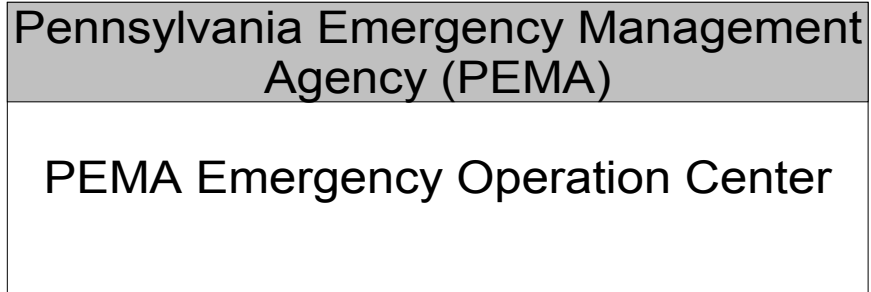 Pennsylvania Emergency Management
Agency (PEMA)
PEMA Emergency Operation Center